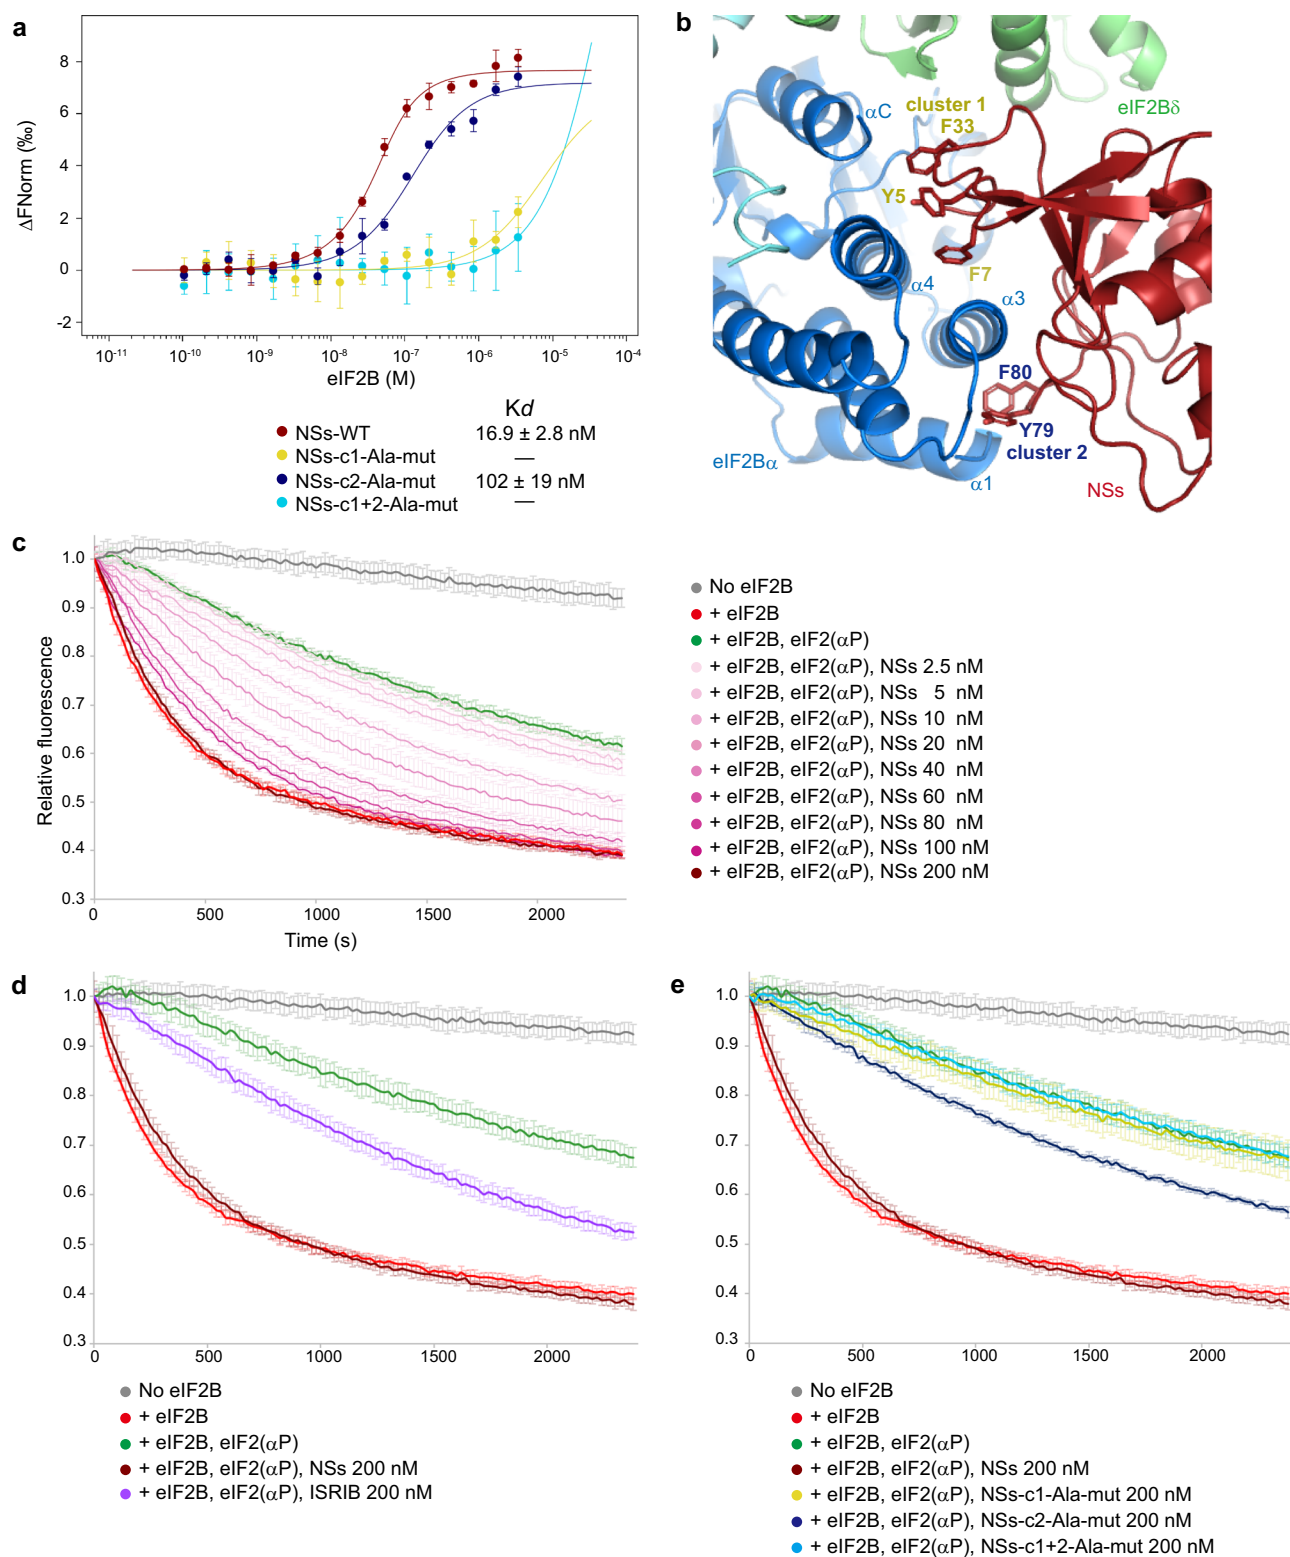 a
8
6
4
2
0
-2
ΔFNorm (‰)
10⁻¹¹ 10⁻¹⁰ 10⁻⁹ 10⁻⁸ 10⁻⁷ 10⁻⁶ 10⁻⁵ 10⁻⁴
eIF2B (M)
Kd
NSs-WT 16.9 ± 2.8 nM
NSs-c1-Ala-mut —
NSs-c2-Ala-mut 102 ± 19 nM
NSs-c1+2-Ala-mut —
b
αC
cluster 1
F33
eIF2Bδ
Y5
F7
α4
α3
F80
Y79
cluster 2
eIF2Bα
α1
NSs
c
1.0
0.9
0.8
0.7
0.6
0.5
0.4
0.3
Relative fluorescence
0 500 1000 1500 2000
Time (s)
No eIF2B
+ eIF2B
+ eIF2B, eIF2(αP)
+ eIF2B, eIF2(αP), NSs 2.5 nM
+ eIF2B, eIF2(αP), NSs 5 nM
+ eIF2B, eIF2(αP), NSs 10 nM
+ eIF2B, eIF2(αP), NSs 20 nM
+ eIF2B, eIF2(αP), NSs 40 nM
+ eIF2B, eIF2(αP), NSs 60 nM
+ eIF2B, eIF2(αP), NSs 80 nM
+ eIF2B, eIF2(αP), NSs 100 nM
+ eIF2B, eIF2(αP), NSs 200 nM
d
1.0
0.9
0.8
0.7
0.6
0.5
0.4
0.3
0 500 1000 1500 2000
No eIF2B
+ eIF2B
+ eIF2B, eIF2(αP)
+ eIF2B, eIF2(αP), NSs 200 nM
+ eIF2B, eIF2(αP), ISRIB 200 nM
e
1.0
0.9
0.8
0.7
0.6
0.5
0.4
0.3
0 500 1000 1500 2000
No eIF2B
+ eIF2B
+ eIF2B, eIF2(αP)
+ eIF2B, eIF2(αP), NSs 200 nM
+ eIF2B, eIF2(αP), NSs-c1-Ala-mut 200 nM
+ eIF2B, eIF2(αP), NSs-c2-Ala-mut 200 nM
+ eIF2B, eIF2(αP), NSs-c1+2-Ala-mut 200 nM